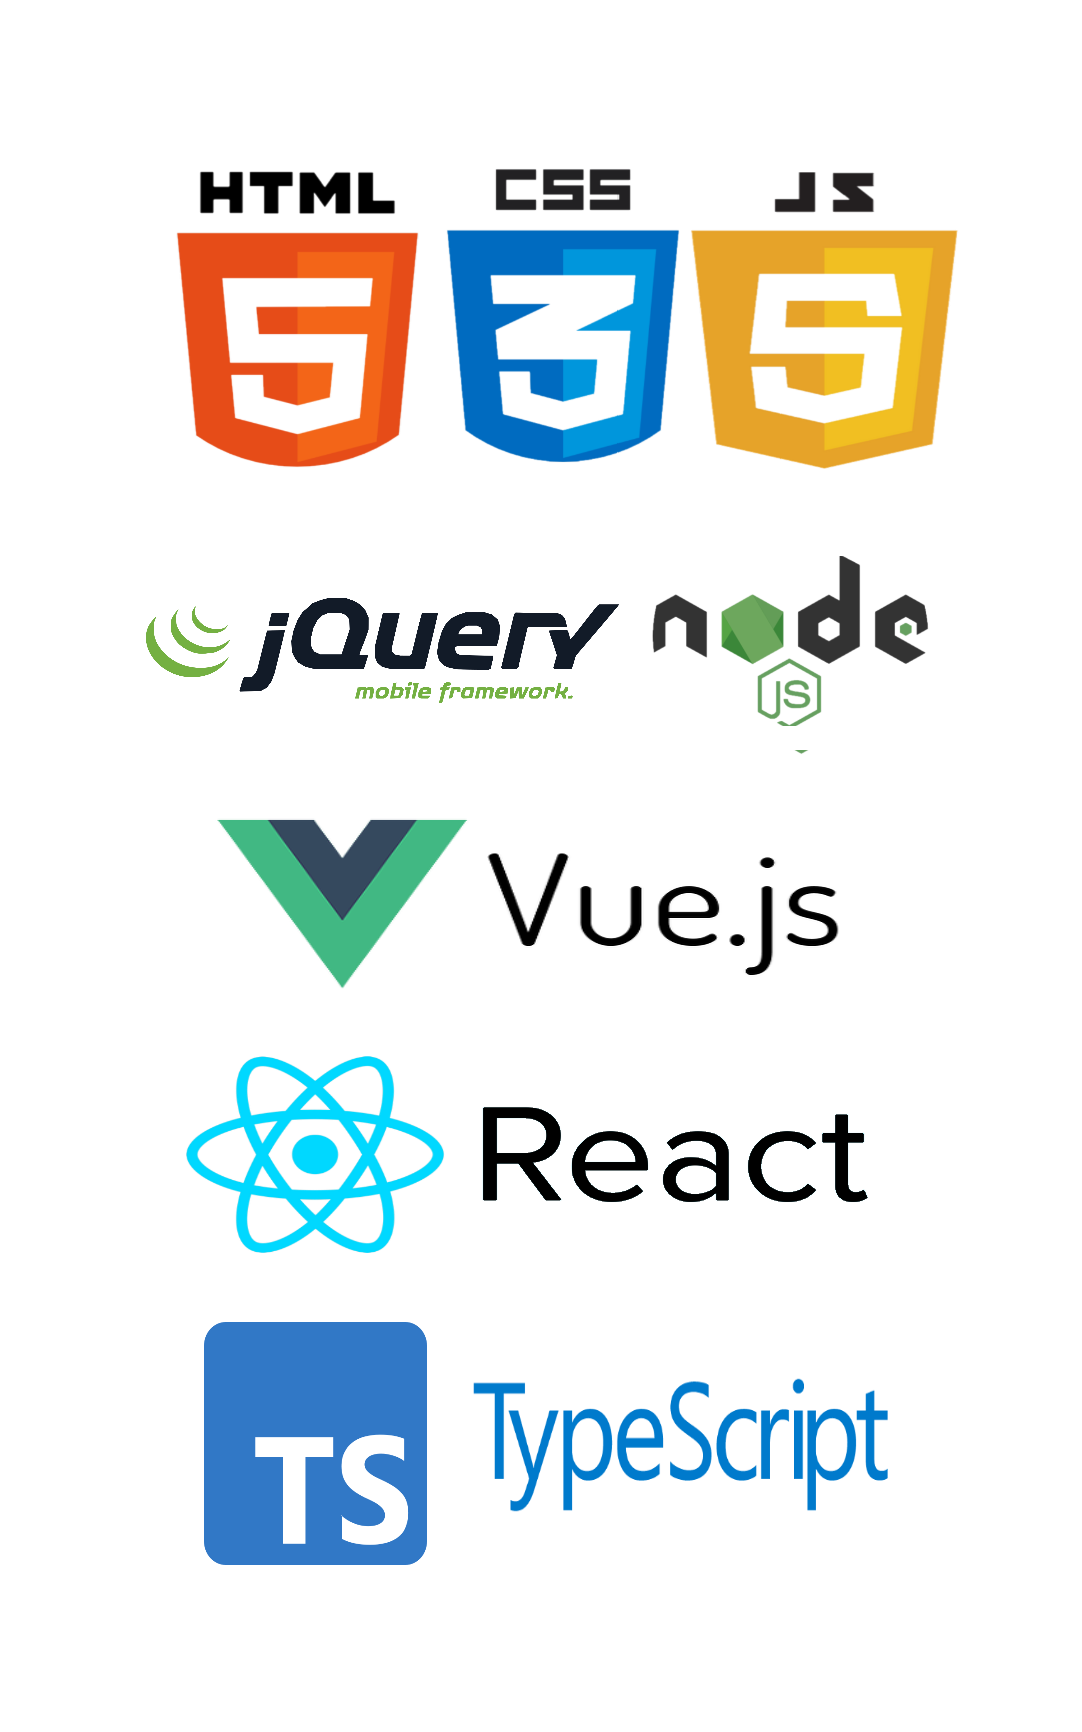 HTML CSS JS
5 3 S
jQuery node
mobile framework. JS
Vue.js
React
TS TypeScript